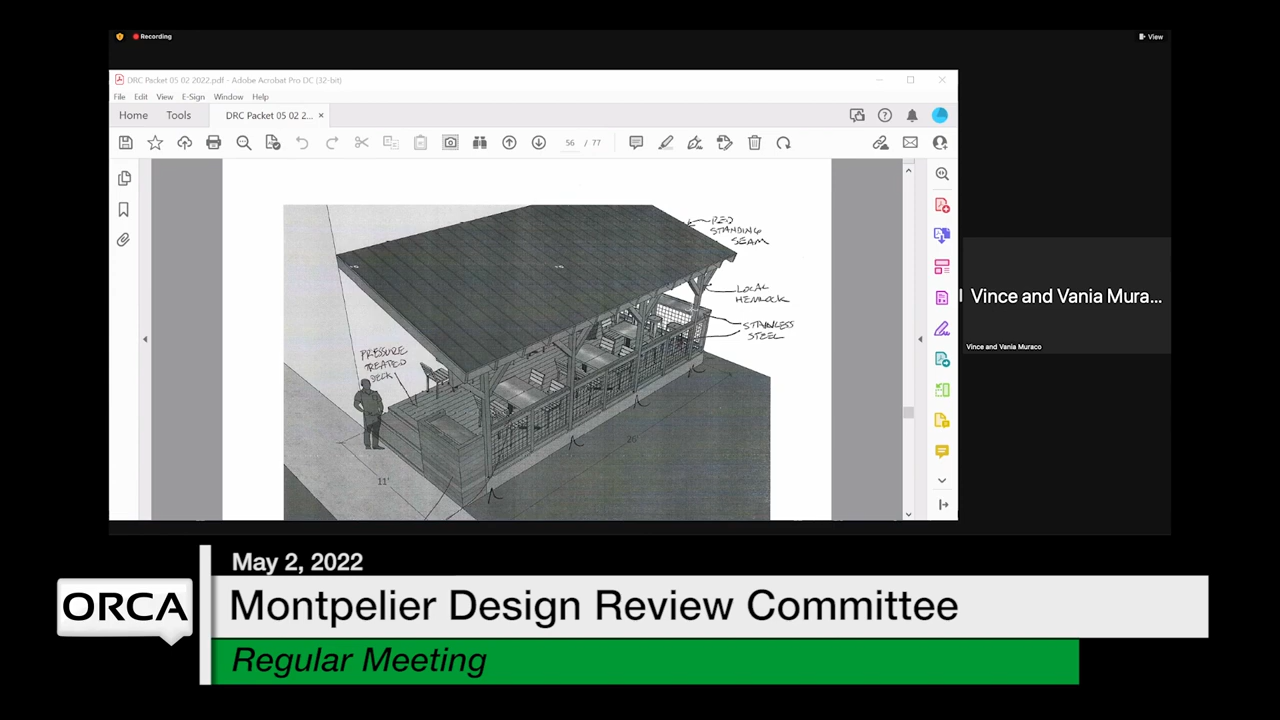 Recording
View
DRC Packet 05 02 2022.pdf - Adobe Acrobat Pro DC (32-bit)
File Edit View E-Sign Window Help
Home Tools DRC Packet 05 02 2... ×
56 / 77
RED
STANDING
SEAM
LOCAL
HEMLOCK
STAINLESS
STEEL
PRESSURE
TREATED
DECK
26'
11'
Vince and Vania Mura...
Vince and Vania Muraco
May 2, 2022
ORCA
Montpelier Design Review Committee
Regular Meeting